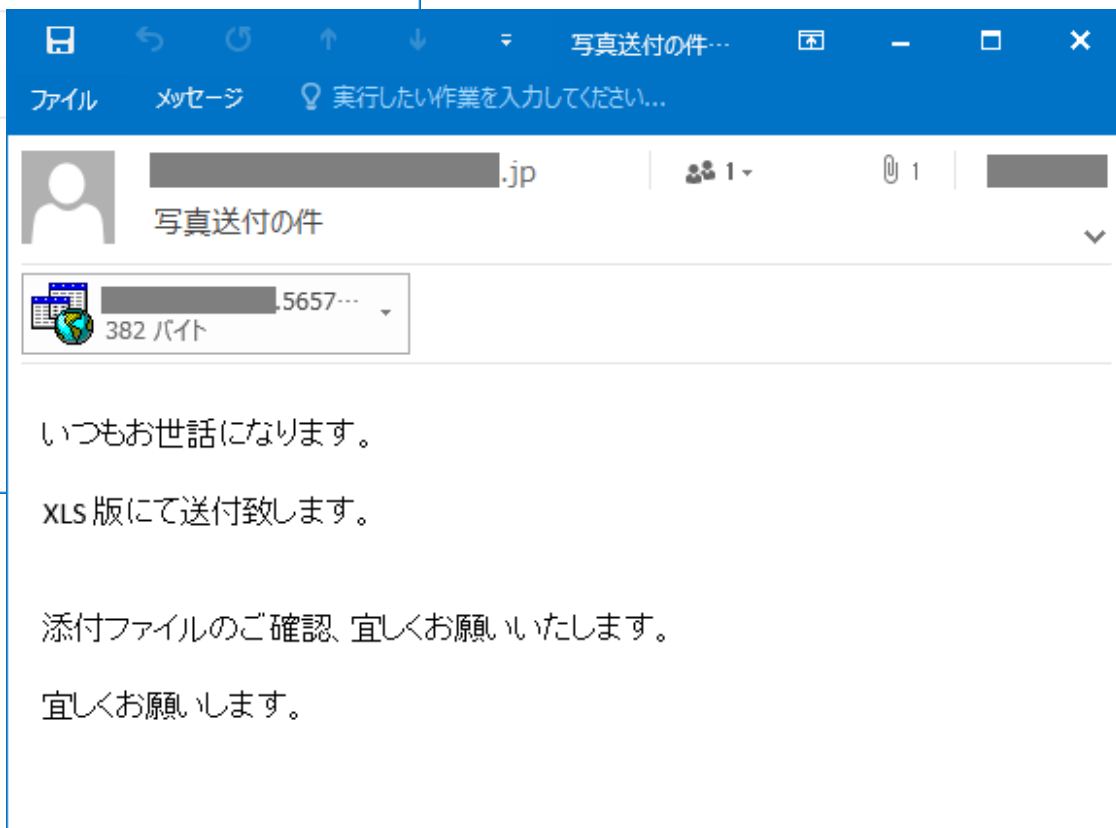 写真送付の件…
ファイル メッセージ 実行したい作業を入力してください...
.jp 1 1
写真送付の件
.5657…
382 バイト
いつもお世話になります。
XLS 版にて送付致します。
添付ファイルのご確認、宜しくお願いいたします。
宜しくお願いします。